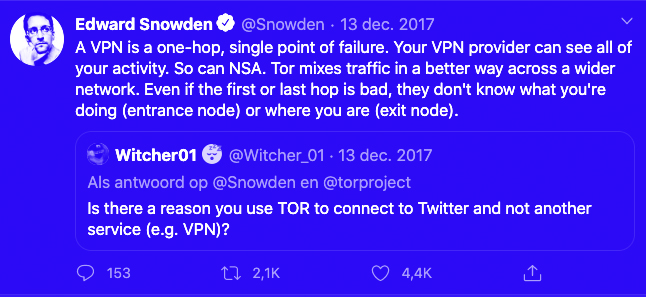 Edward Snowden @Snowden · 13 dec. 2017
A VPN is a one-hop, single point of failure. Your VPN provider can see all of
your activity. So can NSA. Tor mixes traffic in a better way across a wider
network. Even if the first or last hop is bad, they don't know what you're
doing (entrance node) or where you are (exit node).
Witcher01 😴 @Witcher_01 · 13 dec. 2017
Als antwoord op @Snowden en @torproject
Is there a reason you use TOR to connect to Twitter and not another
service (e.g. VPN)?
153 2,1K 4,4K